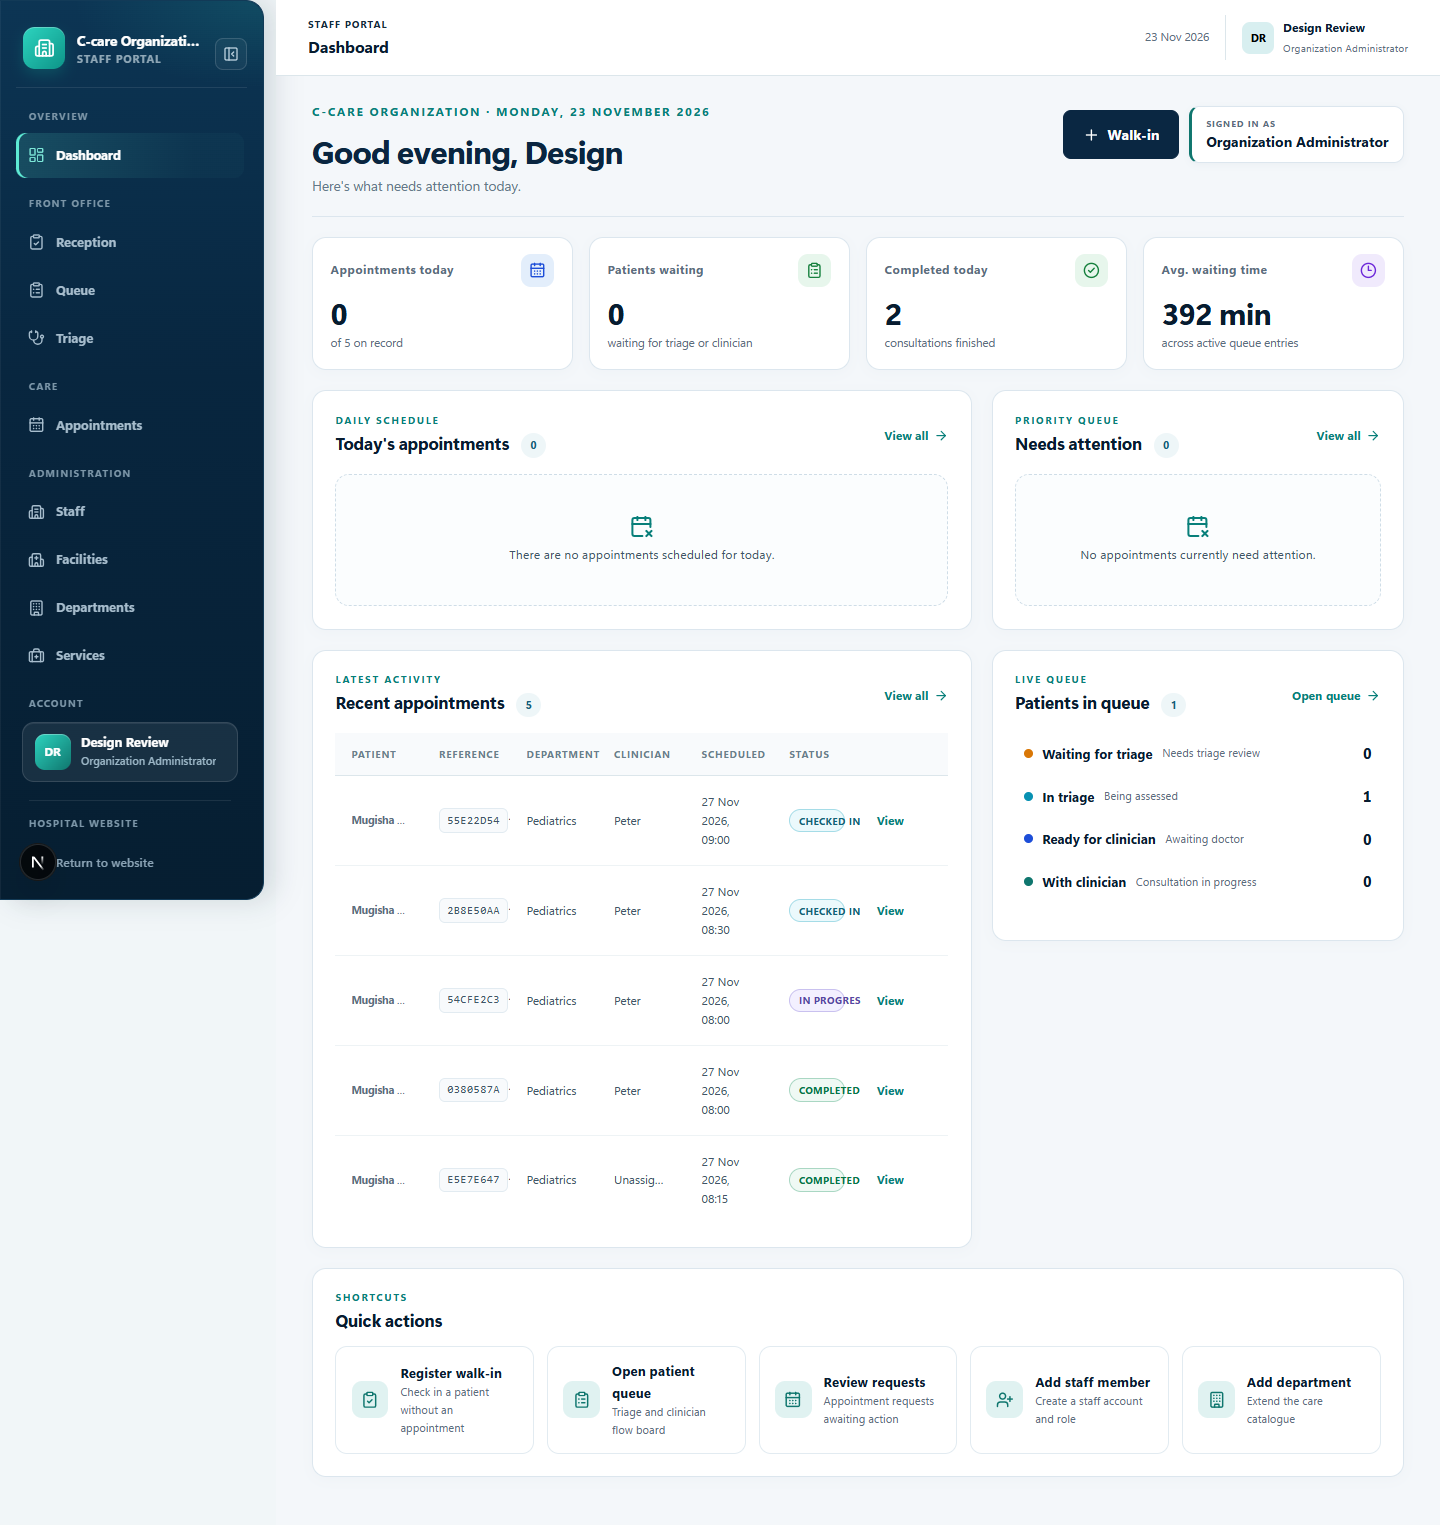 C-care Organizati...
STAFF PORTAL
OVERVIEW
Dashboard
FRONT OFFICE
Reception
Queue
Triage
CARE
Appointments
ADMINISTRATION
Staff
Facilities
Departments
Services
ACCOUNT
DR
Design Review
Organization Administrator
HOSPITAL WEBSITE
N
Return to website
STAFF PORTAL
Dashboard
23 Nov 2026
DR
Design Review
Organization Administrator
C-CARE ORGANIZATION · MONDAY, 23 NOVEMBER 2026
Good evening, Design
Here's what needs attention today.
Walk-in
SIGNED IN AS
Organization Administrator
Appointments today
0
of 5 on record
Patients waiting
0
waiting for triage or clinician
Completed today
2
consultations finished
Avg. waiting time
392 min
across active queue entries
DAILY SCHEDULE
Today's appointments 0
View all
There are no appointments scheduled for today.
PRIORITY QUEUE
Needs attention 0
View all
No appointments currently need attention.
LATEST ACTIVITY
Recent appointments 5
View all
PATIENT REFERENCE DEPARTMENT CLINICIAN SCHEDULED STATUS
Mugisha ... 55E22D54 Pediatrics Peter 27 Nov 2026, 09:00 CHECKED IN View
Mugisha ... 2B8E50AA Pediatrics Peter 27 Nov 2026, 08:30 CHECKED IN View
Mugisha ... 54CFE2C3 Pediatrics Peter 27 Nov 2026, 08:00 IN PROGRES View
Mugisha ... 0380587A Pediatrics Peter 27 Nov 2026, 08:00 COMPLETED View
Mugisha ... E5E7E647 Pediatrics Unassig... 27 Nov 2026, 08:15 COMPLETED View
LIVE QUEUE
Patients in queue 1
Open queue
Waiting for triage Needs triage review 0
In triage Being assessed 1
Ready for clinician Awaiting doctor 0
With clinician Consultation in progress 0
SHORTCUTS
Quick actions
Register walk-in
Check in a patient
without an
appointment
Open patient
queue
Triage and clinician
flow board
Review requests
Appointment requests
awaiting action
Add staff member
Create a staff account
and role
Add department
Extend the care
catalogue